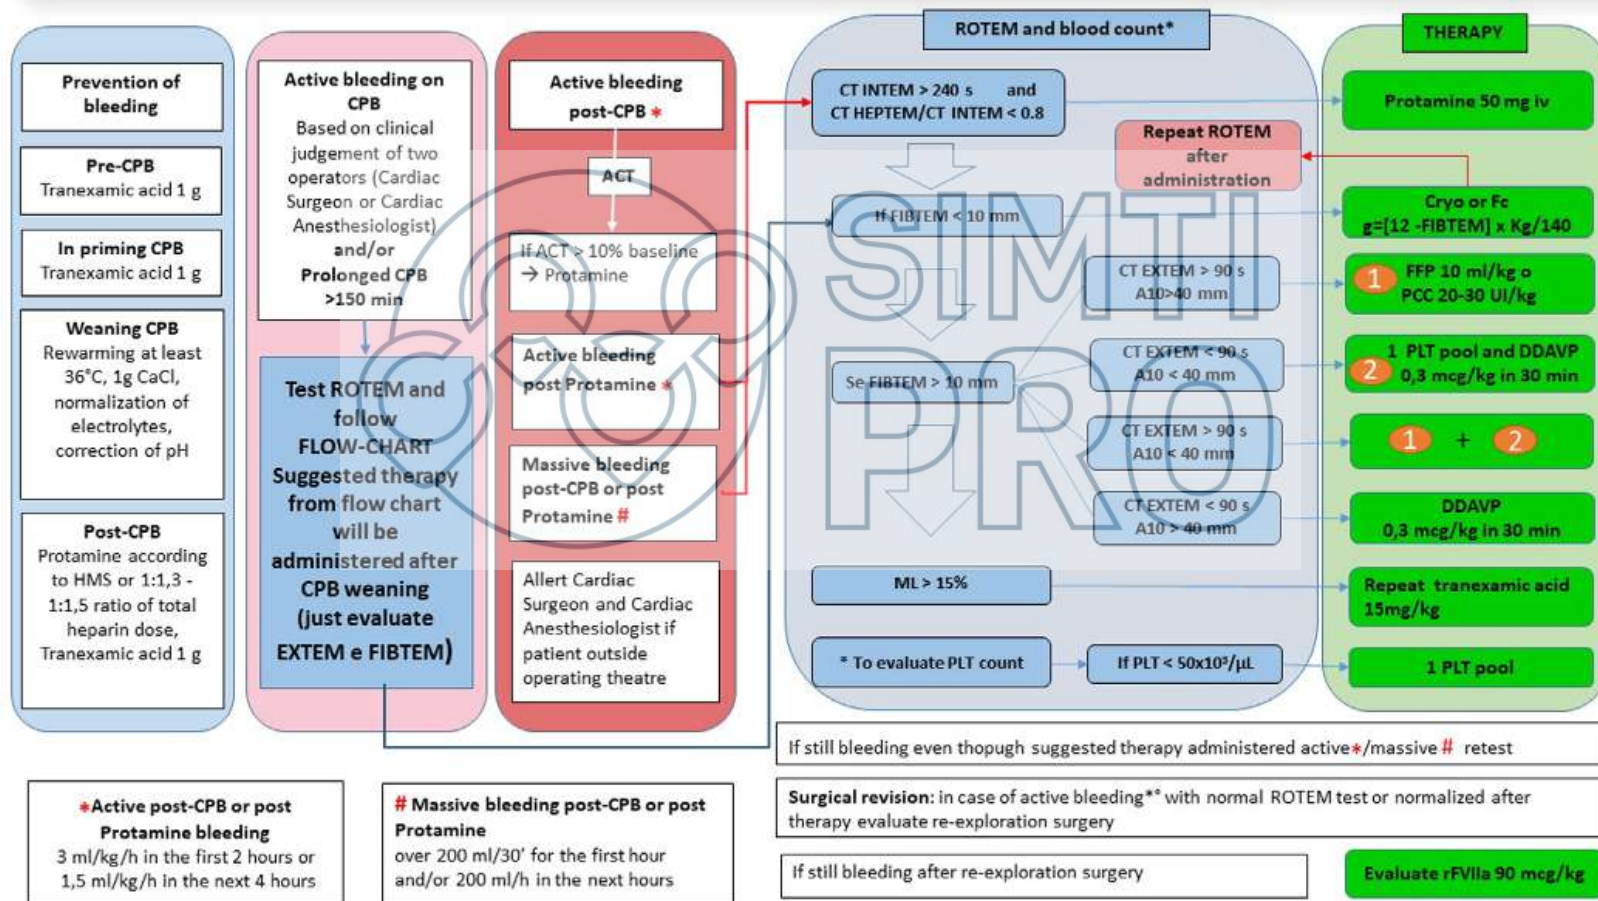 Prevention of
bleeding
Pre-CPB
Tranexamic acid 1 g
In priming CPB
Tranexamic acid 1 g
Weaning CPB
Rewarming at least
36°C, 1g CaCl,
normalization of
electrolytes,
correction of pH
Post-CPB
Protamine according
to HMS or 1:1,3 -
1:1,5 ratio of total
heparin dose,
Tranexamic acid 1 g
Active bleeding on
CPB
Based on clinical
judgement of two
operators (Cardiac
Surgeon or Cardiac
Anesthesiologist)
and/or
Prolonged CPB
>150 min
Test ROTEM and
follow
FLOW-CHART
Suggested therapy
from flow chart
will be
administered after
CPB weaning
(just evaluate
EXTEM e FIBTEM)
Active bleeding
post-CPB *
ACT
If ACT > 10% baseline
→ Protamine
Active bleeding
post Protamine *
Massive bleeding
post-CPB or post
Protamine #
Allert Cardiac
Surgeon and Cardiac
Anesthesiologist if
patient outside
operating theatre
ROTEM and blood count*
CT INTEM > 240 s and
CT HEPTEM/CT INTEM < 0.8
Repeat ROTEM
after
administration
If FIBTEM < 10 mm
CT EXTEM > 90 s
A10>40 mm
Se FIBTEM > 10 mm
CT EXTEM < 90 s
A10 < 40 mm
CT EXTEM > 90 s
A10 < 40 mm
CT EXTEM < 90 s
A10 > 40 mm
ML > 15%
* To evaluate PLT count
If PLT < 50x10³/µL
THERAPY
Protamine 50 mg iv
Cryo or Fc
g=[12 -FIBTEM] x Kg/140
1 FFP 10 ml/kg o
PCC 20-30 UI/kg
2 1 PLT pool and DDAVP
0,3 mcg/kg in 30 min
1 + 2
DDAVP
0,3 mcg/kg in 30 min
Repeat tranexamic acid
15mg/kg
1 PLT pool
SIMTI
PRO
*Active post-CPB or post
Protamine bleeding
3 ml/kg/h in the first 2 hours or
1,5 ml/kg/h in the next 4 hours
# Massive bleeding post-CPB or post
Protamine
over 200 ml/30' for the first hour
and/or 200 ml/h in the next hours
If still bleeding even thopugh suggested therapy administered active*/massive # retest
Surgical revision: in case of active bleeding*° with normal ROTEM test or normalized after
therapy evaluate re-exploration surgery
If still bleeding after re-exploration surgery
Evaluate rFVIIa 90 mcg/kg